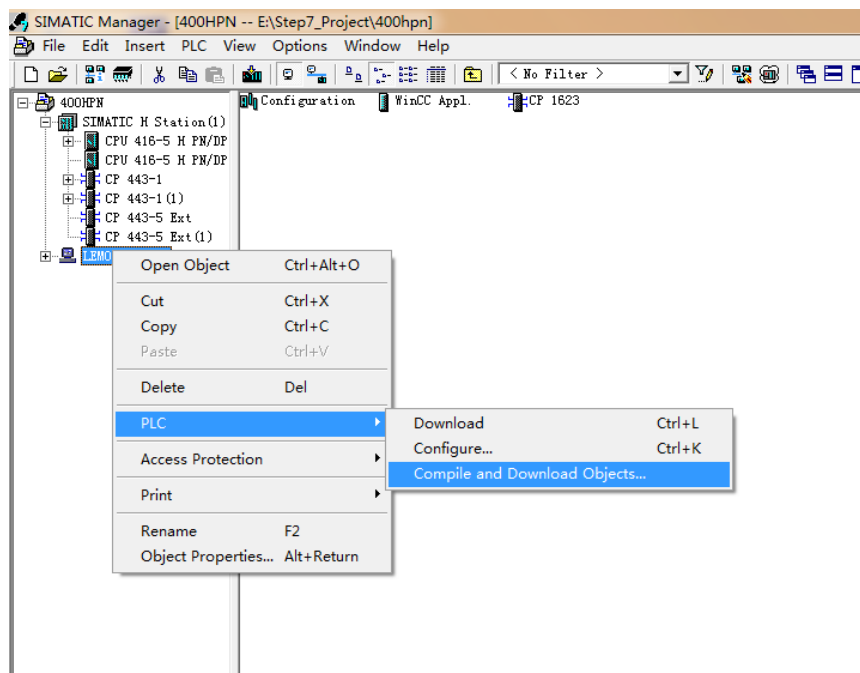 SIMATIC Manager - [400HPN -- E:\Step7_Project\400hpn]
File Edit Insert PLC View Options Window Help
< No Filter >
400HPN
SIMATIC H Station(1)
CPU 416-5 H PN/DP
CPU 416-5 H PN/DP
CP 443-1
CP 443-1(1)
CP 443-5 Ext
CP 443-5 Ext(1)
Configuration WinCC Appl. CP 1623
Open Object Ctrl+Alt+O
Cut Ctrl+X
Copy Ctrl+C
Paste Ctrl+V
Delete Del
PLC
Access Protection
Print
Rename F2
Object Properties... Alt+Return
Download Ctrl+L
Configure... Ctrl+K
Compile and Download Objects...